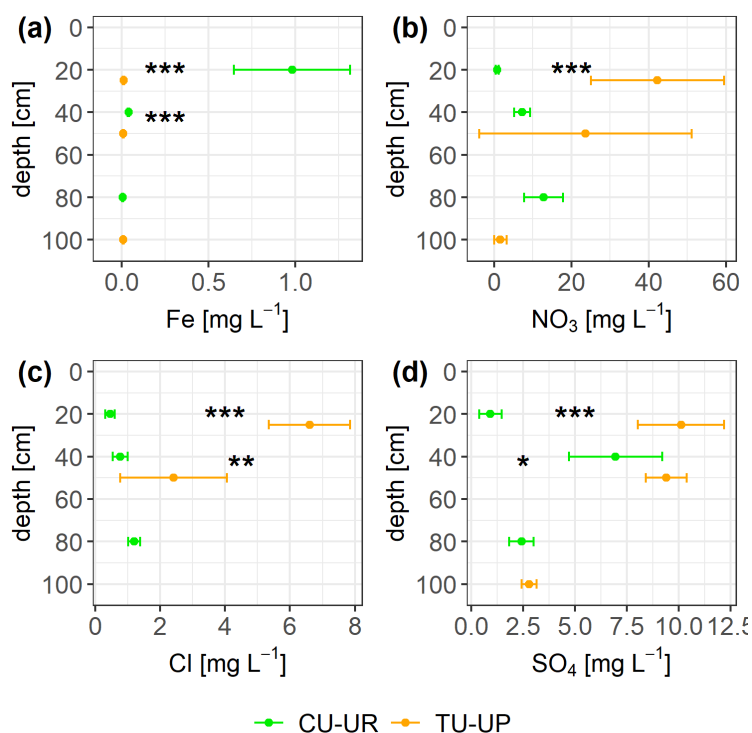 (a)
0
20
40
60
80
100
depth [cm]
***
***
0.0 0.5 1.0
Fe [mg L⁻¹]
(b)
0
20
40
60
80
100
depth [cm]
***
0 20 40 60
NO₃ [mg L⁻¹]
(c)
0
20
40
60
80
100
depth [cm]
***
**
0 2 4 6 8
Cl [mg L⁻¹]
(d)
0
20
40
60
80
100
depth [cm]
***
*
0.0 2.5 5.0 7.5 10.0 12.5
SO₄ [mg L⁻¹]
CU-UR TU-UP